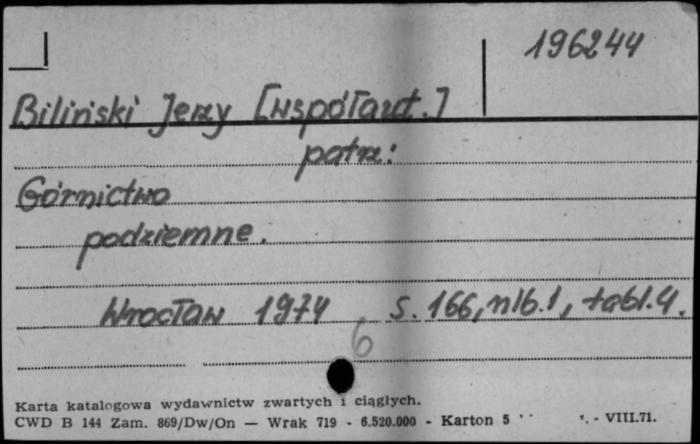 196244
Biliński Jerzy [współaut.]
patrz:
Górnictwo
podziemne.
Wrocław 1974 s. 166, nlb. 1, tabl. 4.
6
Karta katalogowa wydawnictw zwartych i ciągłych.
CWD B 144 Zam. 869/Dw/On — Wrak 719 - 6.520.000 - Karton 5 - VIII.71.